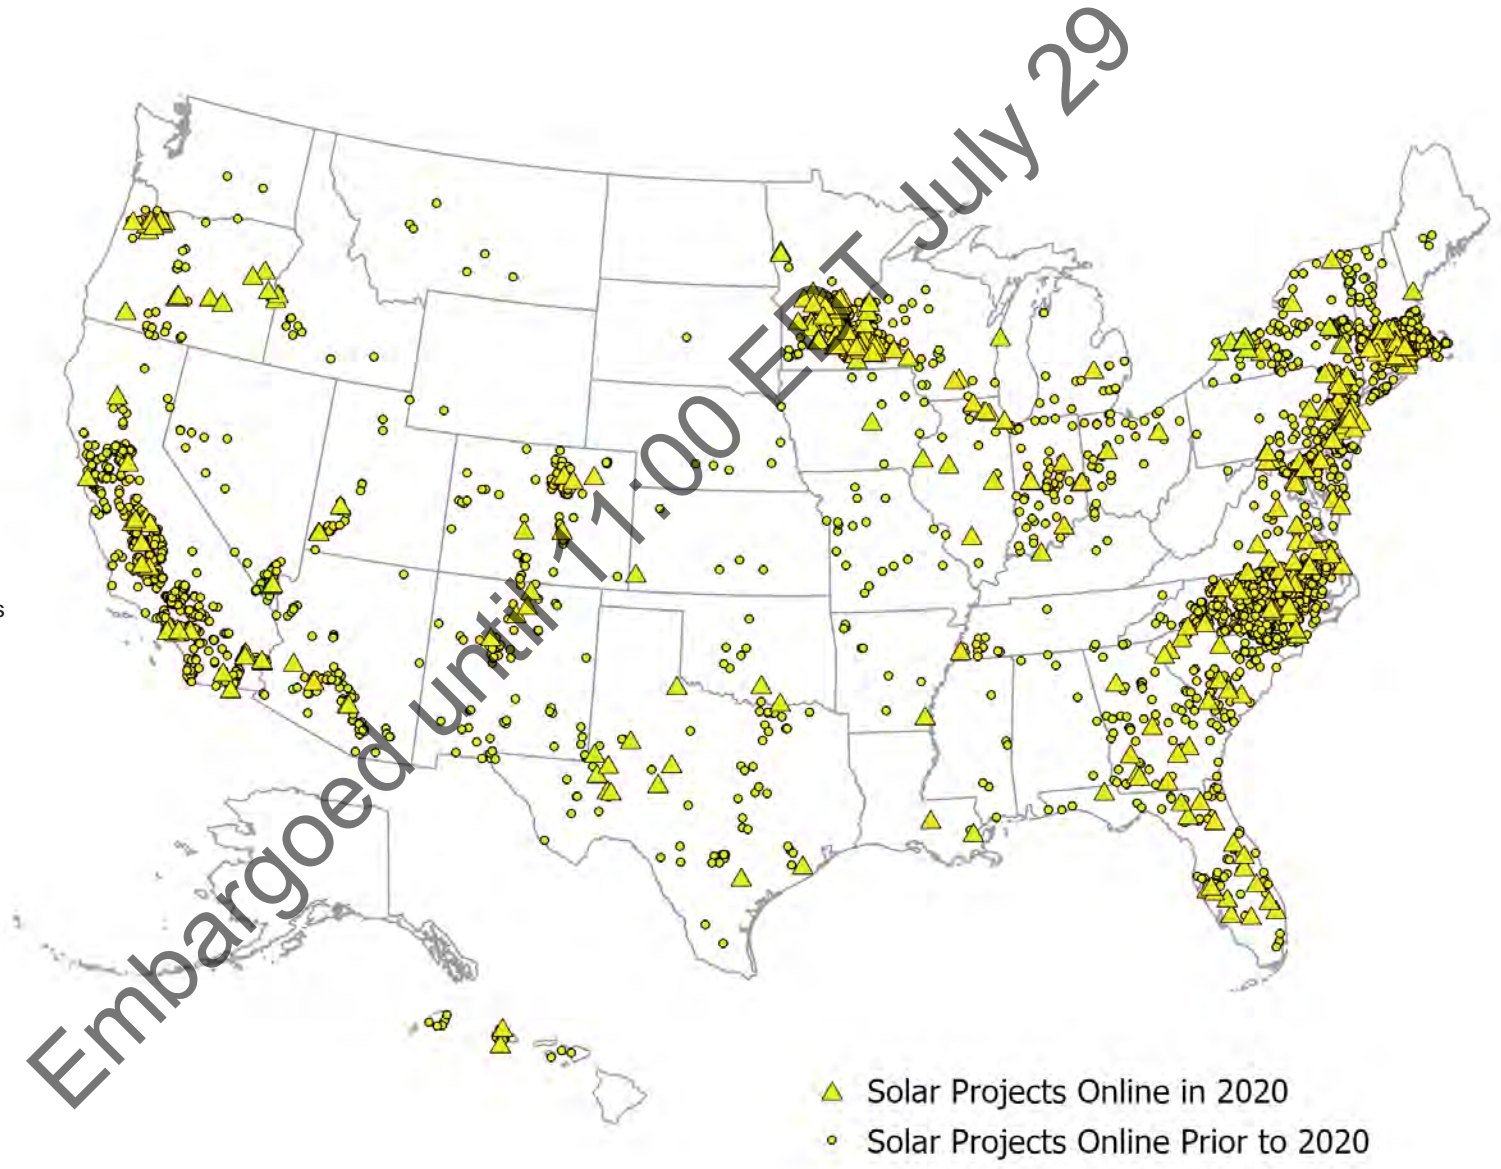 Embargoed until 11:00 EDT July 29
s
Solar Projects Online in 2020
Solar Projects Online Prior to 2020